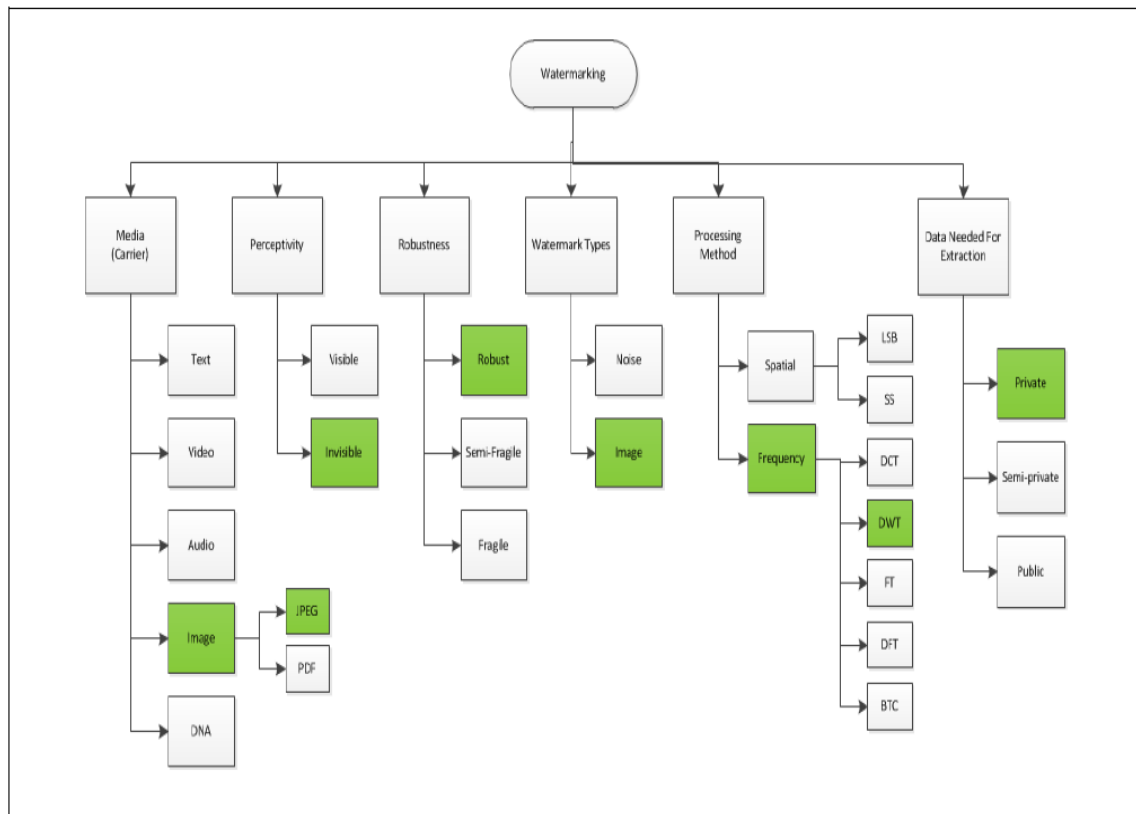 Watermarking
Media
(Carrier)
Perceptivity
Robustness
Watermark Types
Processing
Method
Data Needed For
Extraction
Text
Video
Audio
Image
JPEG
PDF
DNA
Visible
Invisible
Robust
Semi-Fragile
Fragile
Noise
Image
Spatial
LSB
SS
Frequency
DCT
DWT
FT
DFT
BTC
Private
Semi-private
Public